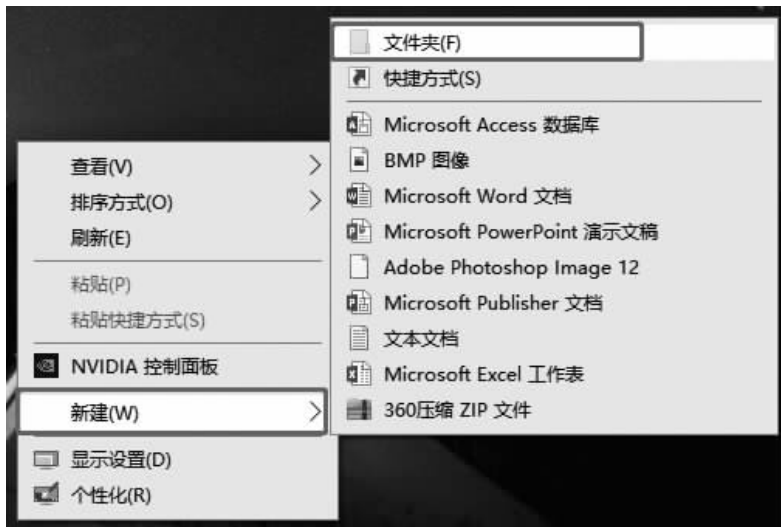 文件夹(F)
快捷方式(S)
Microsoft Access 数据库
BMP 图像
Microsoft Word 文档
Microsoft PowerPoint 演示文稿
Adobe Photoshop Image 12
Microsoft Publisher 文档
文本文档
Microsoft Excel 工作表
360压缩 ZIP 文件
查看(V)
排序方式(O)
刷新(E)
粘贴(P)
粘贴快捷方式(S)
NVIDIA 控制面板
新建(W)
显示设置(D)
个性化(R)